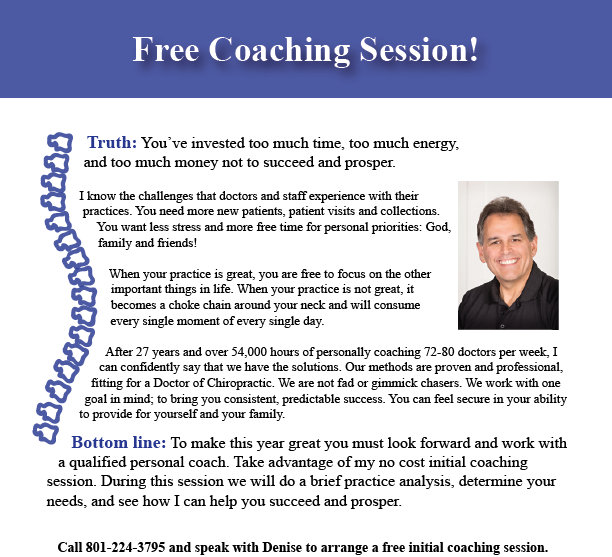 Free Coaching Session!
Truth: You've invested too much time, too much energy,
and too much money not to succeed and prosper.
I know the challenges that doctors and staff experience with their
practices. You need more new patients, patient visits and collections.
You want less stress and more free time for personal priorities: God,
family and friends!
When your practice is great, you are free to focus on the other
important things in life. When your practice is not great, it
becomes a choke chain around your neck and will consume
every single moment of every single day.
After 27 years and over 54,000 hours of personally coaching 72-80 doctors per week, I
can confidently say that we have the solutions. Our methods are proven and professional,
fitting for a Doctor of Chiropractic. We are not fad or gimmick chasers. We work with one
goal in mind; to bring you consistent, predictable success. You can feel secure in your ability
to provide for yourself and your family.
Bottom line: To make this year great you must look forward and work with
a qualified personal coach. Take advantage of my no cost initial coaching
session. During this session we will do a brief practice analysis, determine your
needs, and see how I can help you succeed and prosper.
Call 801-224-3795 and speak with Denise to arrange a free initial coaching session.